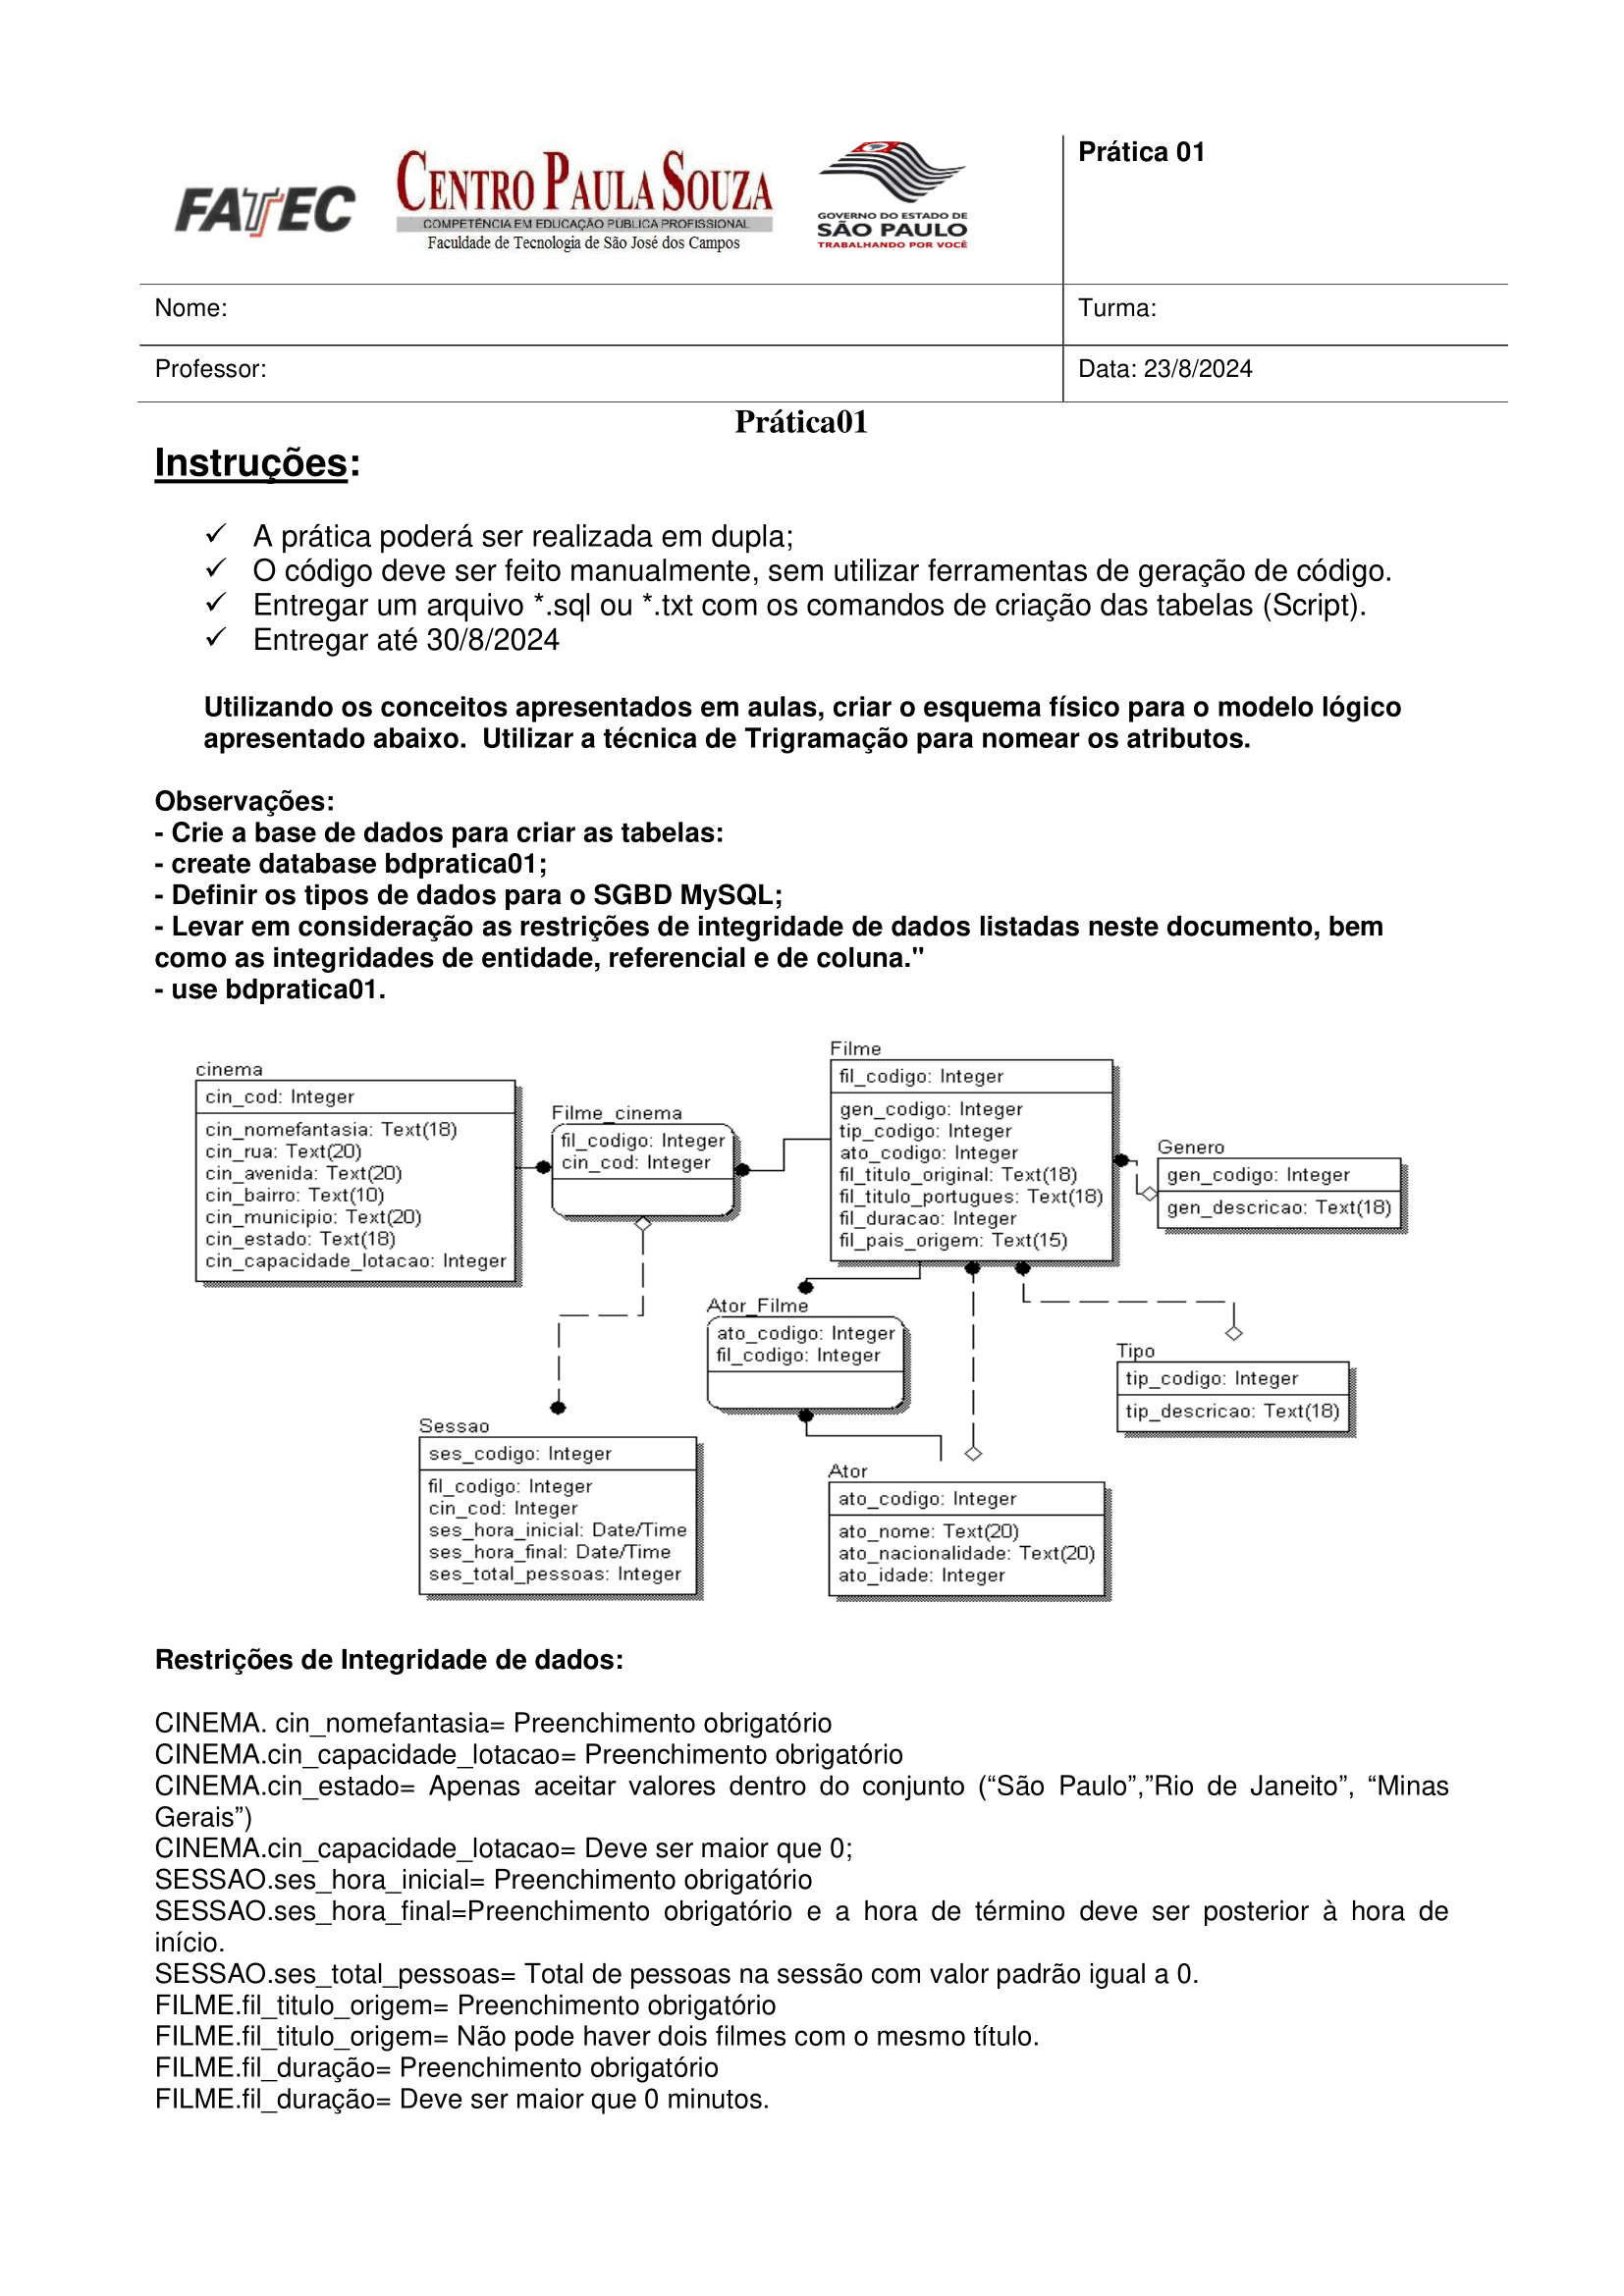 FATEC
CENTRO PAULA SOUZA
COMPETÊNCIA EM EDUCAÇÃO PÚBLICA PROFISSIONAL
Faculdade de Tecnologia de São José dos Campos
GOVERNO DO ESTADO DE
SÃO PAULO
TRABALHANDO POR VOCÊ
Prática 01
Nome:
Turma:
Professor:
Data: 23/8/2024
Prática01
Instruções:
✓ A prática poderá ser realizada em dupla;
✓ O código deve ser feito manualmente, sem utilizar ferramentas de geração de código.
✓ Entregar um arquivo *.sql ou *.txt com os comandos de criação das tabelas (Script).
✓ Entregar até 30/8/2024
Utilizando os conceitos apresentados em aulas, criar o esquema físico para o modelo lógico
apresentado abaixo. Utilizar a técnica de Trigramação para nomear os atributos.
Observações:
- Crie a base de dados para criar as tabelas:
- create database bdpratica01;
- Definir os tipos de dados para o SGBD MySQL;
- Levar em consideração as restrições de integridade de dados listadas neste documento, bem
como as integridades de entidade, referencial e de coluna."
- use bdpratica01.
cinema
cin_cod: Integer
cin_nomefantasia: Text(18)
cin_rua: Text(20)
cin_avenida: Text(20)
cin_bairro: Text(10)
cin_municipio: Text(20)
cin_estado: Text(18)
cin_capacidade_lotacao: Integer
Filme_cinema
fil_codigo: Integer
cin_cod: Integer
Filme
fil_codigo: Integer
gen_codigo: Integer
tip_codigo: Integer
ato_codigo: Integer
fil_titulo_original: Text(18)
fil_titulo_portugues: Text(18)
fil_duracao: Integer
fil_pais_origem: Text(15)
Genero
gen_codigo: Integer
gen_descricao: Text(18)
Ator_Filme
ato_codigo: Integer
fil_codigo: Integer
Tipo
tip_codigo: Integer
tip_descricao: Text(18)
Sessao
ses_codigo: Integer
fil_codigo: Integer
cin_cod: Integer
ses_hora_inicial: Date/Time
ses_hora_final: Date/Time
ses_total_pessoas: Integer
Ator
ato_codigo: Integer
ato_nome: Text(20)
ato_nacionalidade: Text(20)
ato_idade: Integer
Restrições de Integridade de dados:
CINEMA. cin_nomefantasia= Preenchimento obrigatório
CINEMA.cin_capacidade_lotacao= Preenchimento obrigatório
CINEMA.cin_estado= Apenas aceitar valores dentro do conjunto (“São Paulo”,”Rio de Janeito”, “Minas
Gerais”)
CINEMA.cin_capacidade_lotacao= Deve ser maior que 0;
SESSAO.ses_hora_inicial= Preenchimento obrigatório
SESSAO.ses_hora_final=Preenchimento obrigatório e a hora de término deve ser posterior à hora de
início.
SESSAO.ses_total_pessoas= Total de pessoas na sessão com valor padrão igual a 0.
FILME.fil_titulo_origem= Preenchimento obrigatório
FILME.fil_titulo_origem= Não pode haver dois filmes com o mesmo título.
FILME.fil_duração= Preenchimento obrigatório
FILME.fil_duração= Deve ser maior que 0 minutos.